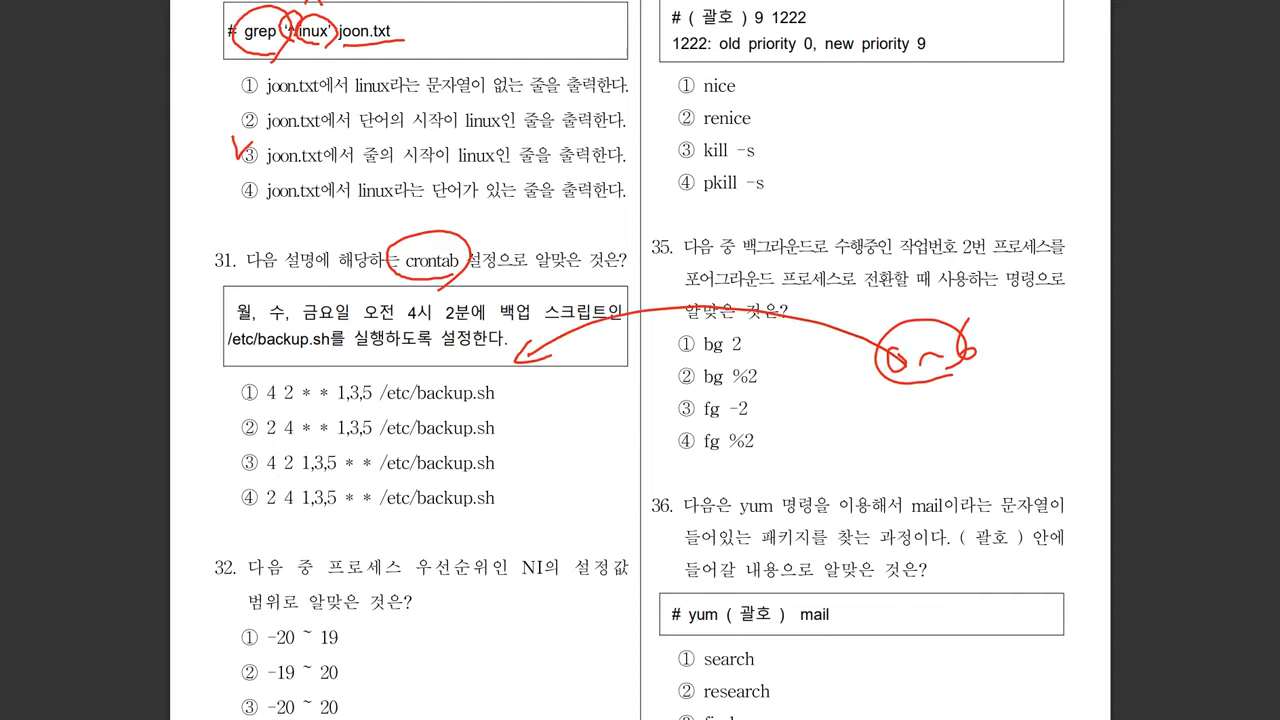 # grep ‘^linux’ joon.txt
① joon.txt에서 linux라는 문자열이 없는 줄을 출력한다.
② joon.txt에서 단어의 시작이 linux인 줄을 출력한다.
③ joon.txt에서 줄의 시작이 linux인 줄을 출력한다.
④ joon.txt에서 linux라는 단어가 있는 줄을 출력한다.
31. 다음 설명에 해당하는 crontab 설정으로 알맞은 것은?
월, 수, 금요일 오전 4시 2분에 백업 스크립트인
/etc/backup.sh를 실행하도록 설정한다.
① 4 2 * * 1,3,5 /etc/backup.sh
② 2 4 * * 1,3,5 /etc/backup.sh
③ 4 2 1,3,5 * * /etc/backup.sh
④ 2 4 1,3,5 * * /etc/backup.sh
32. 다음 중 프로세스 우선순위인 NI의 설정값
범위로 알맞은 것은?
① -20 ~ 19
② -19 ~ 20
③ -20 ~ 20
# ( 괄호 ) 9 1222
1222: old priority 0, new priority 9
① nice
② renice
③ kill -s
④ pkill -s
35. 다음 중 백그라운드로 수행중인 작업번호 2번 프로세스를
포어그라운드 프로세스로 전환할 때 사용하는 명령으로
알맞은 것은?
① bg 2
0 ~ 6
② bg %2
③ fg -2
④ fg %2
36. 다음은 yum 명령을 이용해서 mail이라는 문자열이
들어있는 패키지를 찾는 과정이다. ( 괄호 ) 안에
들어갈 내용으로 알맞은 것은?
# yum ( 괄호 ) mail
① search
② research